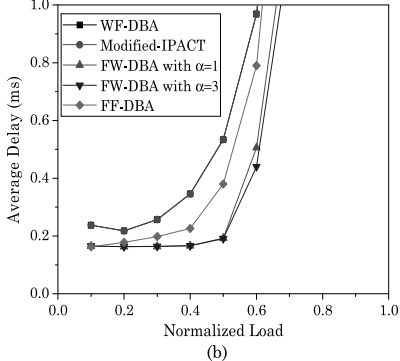 1.0
0.8
0.6
0.4
0.2
0.0
Average Delay (ms)
WF-DBA
Modified-IPACT
FW-DBA with α=1
FW-DBA with α=3
FF-DBA
0.0 0.2 0.4 0.6 0.8 1.0
Normalized Load
(b)